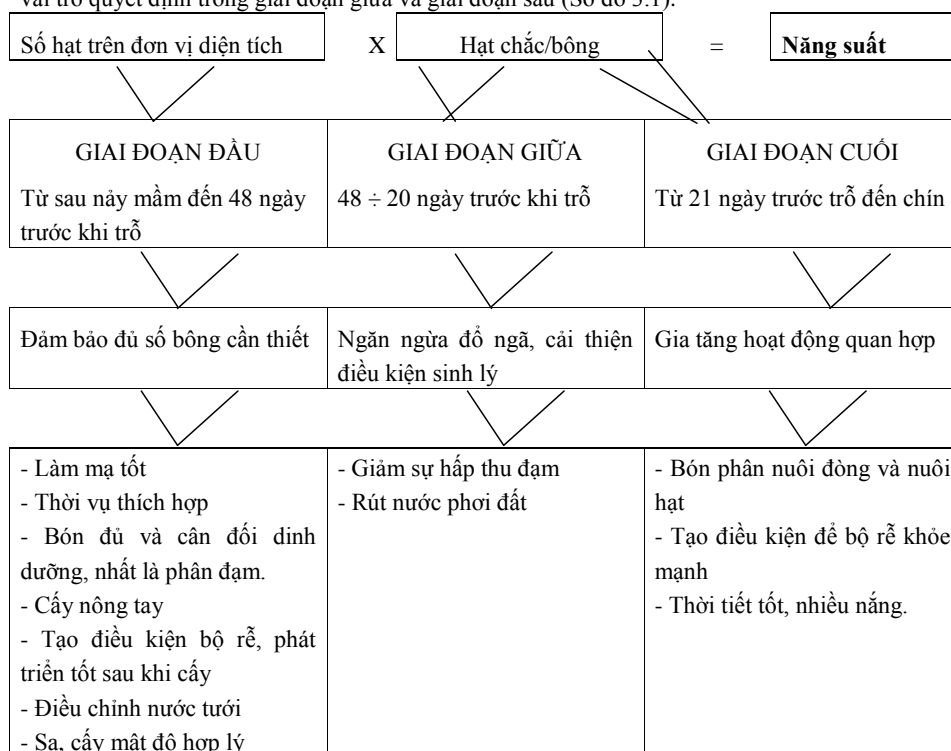 vai trò quyết định trong giai đoạn giữa và giai đoạn sau (Sơ đồ 3.1).
Số hạt trên đơn vị diện tích X Hạt chắc/bông = Năng suất
GIAI ĐOẠN ĐẦU
Từ sau nảy mầm đến 48 ngày
trước khi trỗ
GIAI ĐOẠN GIỮA
48 ÷ 20 ngày trước khi trỗ
GIAI ĐOẠN CUỐI
Từ 21 ngày trước trỗ đến chín
Đảm bảo đủ số bông cần thiết
Ngăn ngừa đổ ngã, cải thiện
điều kiện sinh lý
Gia tăng hoạt động quan hợp
- Làm mạ tốt
- Thời vụ thích hợp
- Bón đủ và cân đối dinh
dưỡng, nhất là phân đạm.
- Cấy nông tay
- Tạo điều kiện bộ rễ, phát
triển tốt sau khi cấy
- Điều chỉnh nước tưới
- Sạ, cấy mật độ hợp lý
- Giảm sự hấp thu đạm
- Rút nước phơi đất
- Bón phân nuôi đòng và nuôi
hạt
- Tạo điều kiện để bộ rễ khỏe
mạnh
- Thời tiết tốt, nhiều nắng.